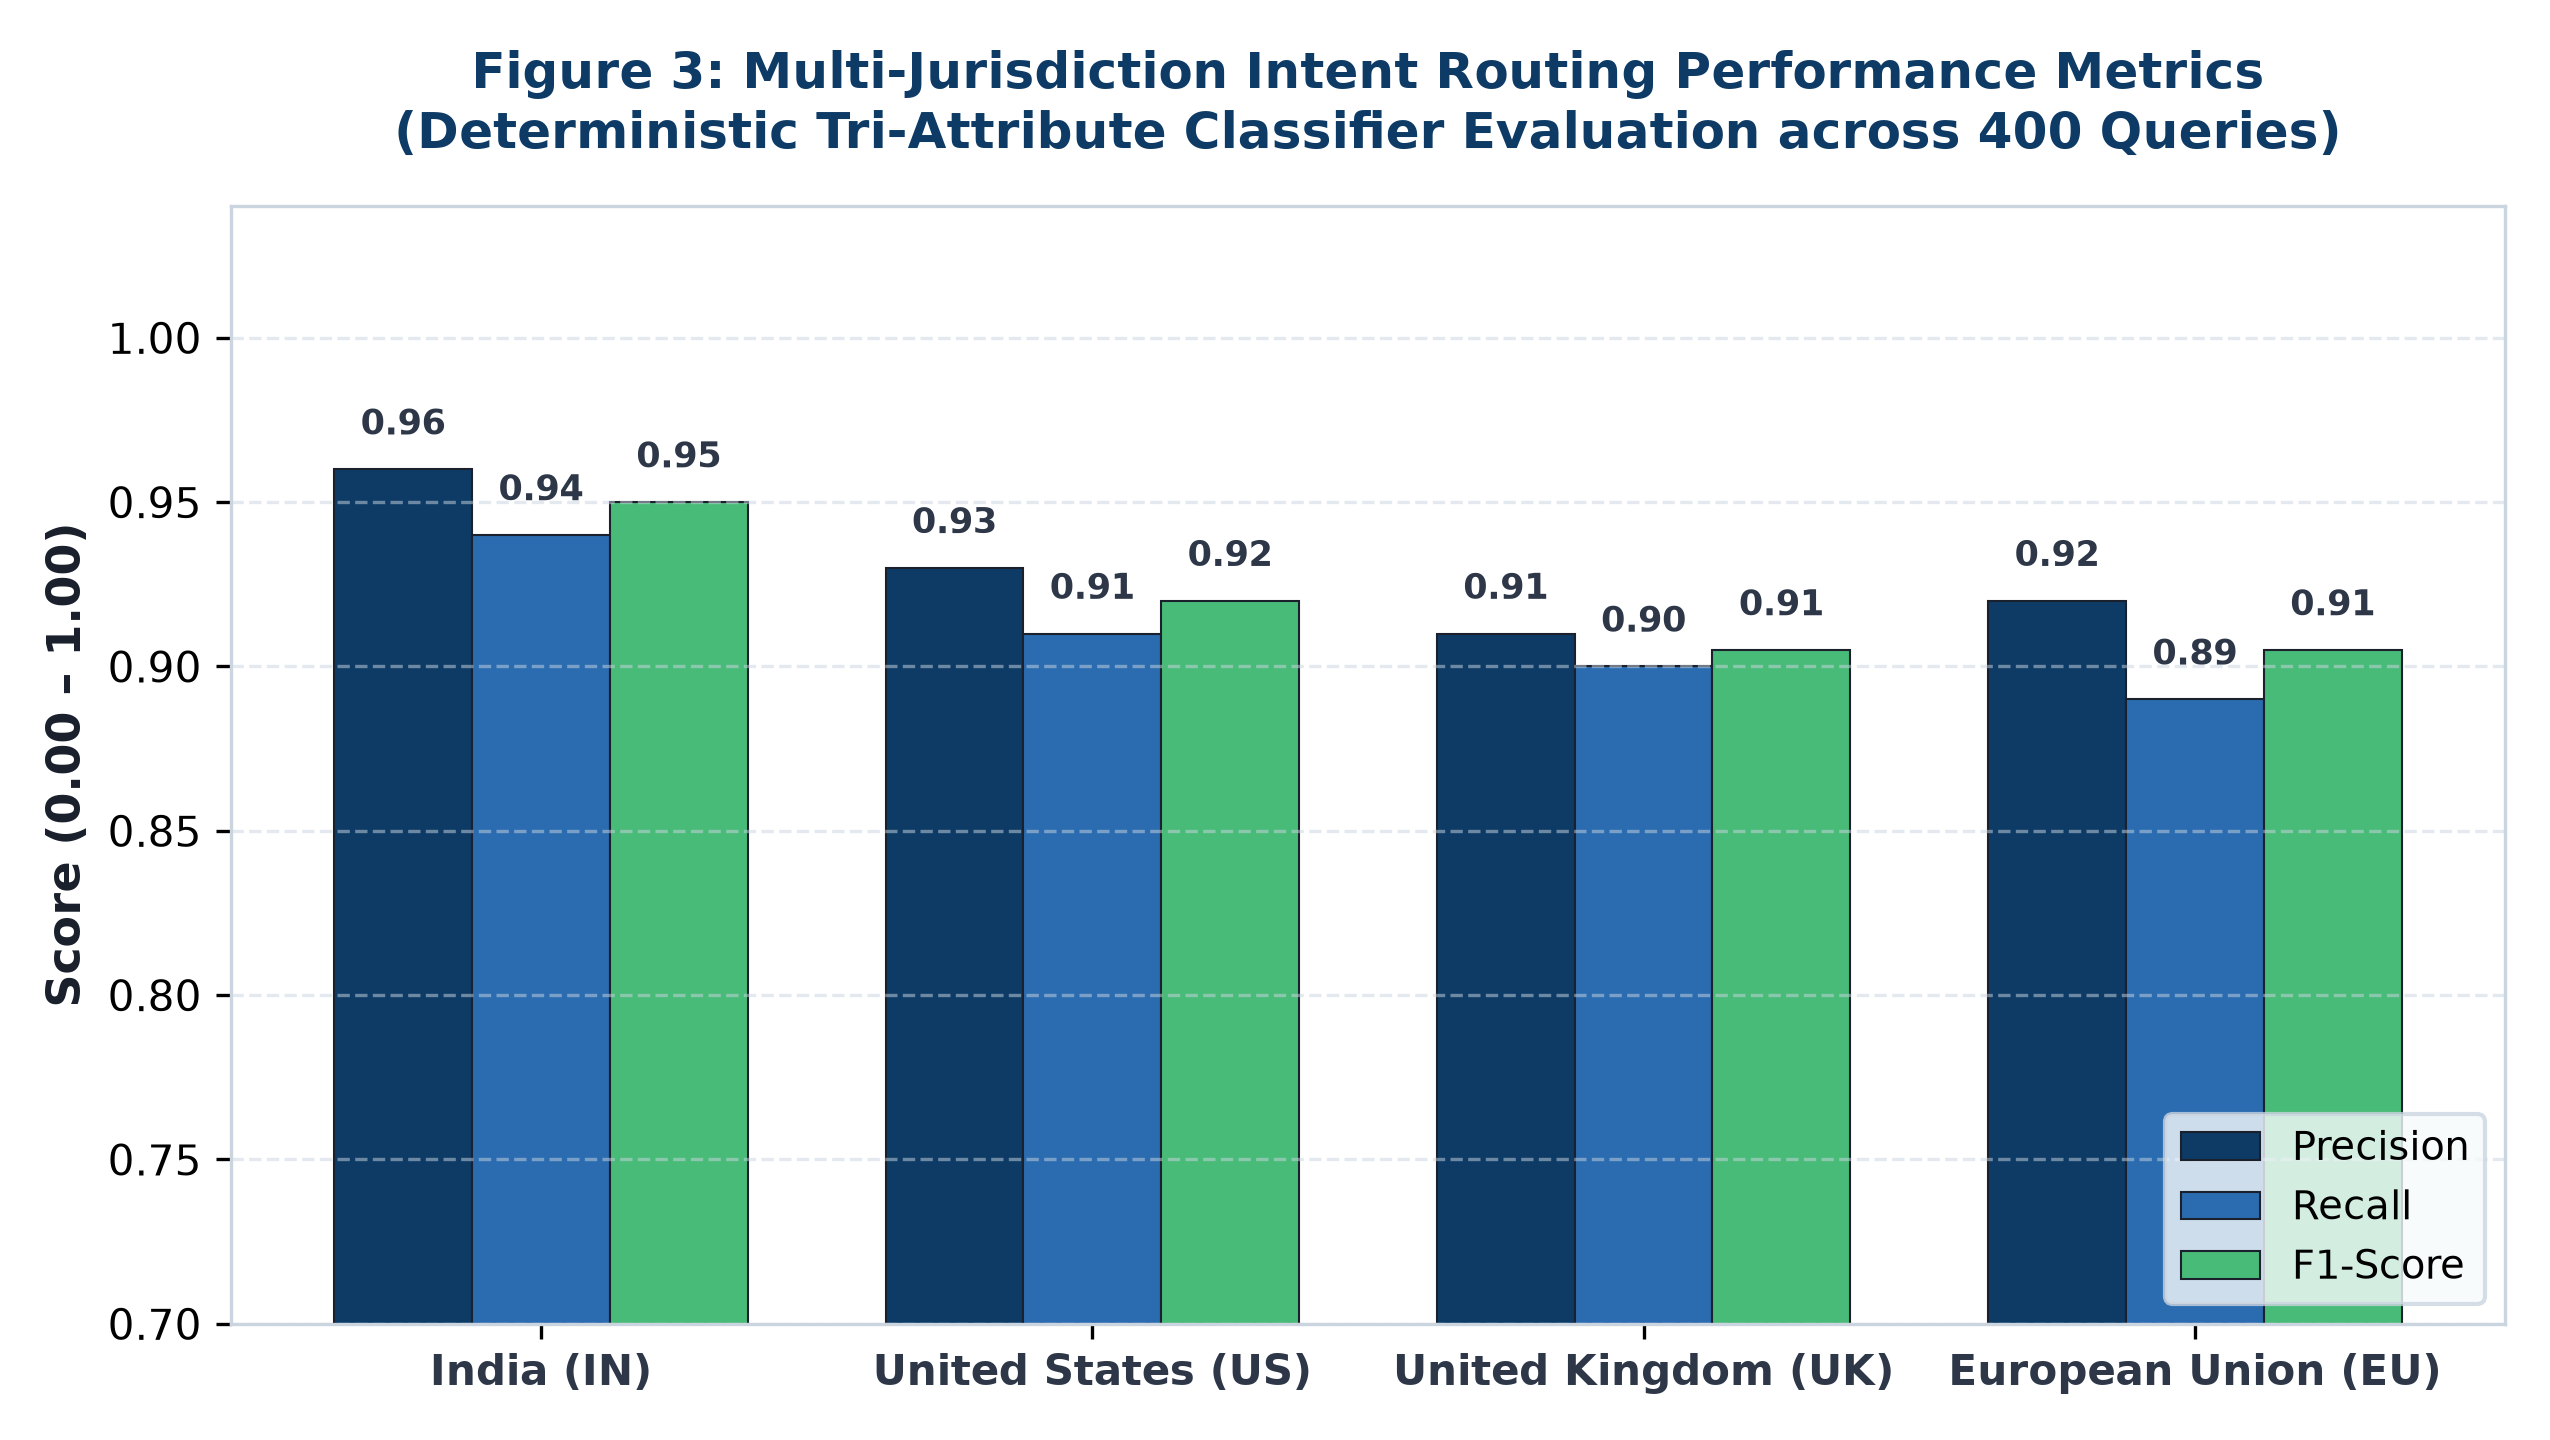 Figure 3: Multi-Jurisdiction Intent Routing Performance Metrics
(Deterministic Tri-Attribute Classifier Evaluation across 400 Queries)
Score (0.00 – 1.00)
1.00
0.95
0.90
0.85
0.80
0.75
0.70
0.96
0.94
0.95
0.93
0.91
0.92
0.91
0.90
0.91
0.92
0.89
0.91
Precision
Recall
F1-Score
India (IN)
United States (US)
United Kingdom (UK)
European Union (EU)